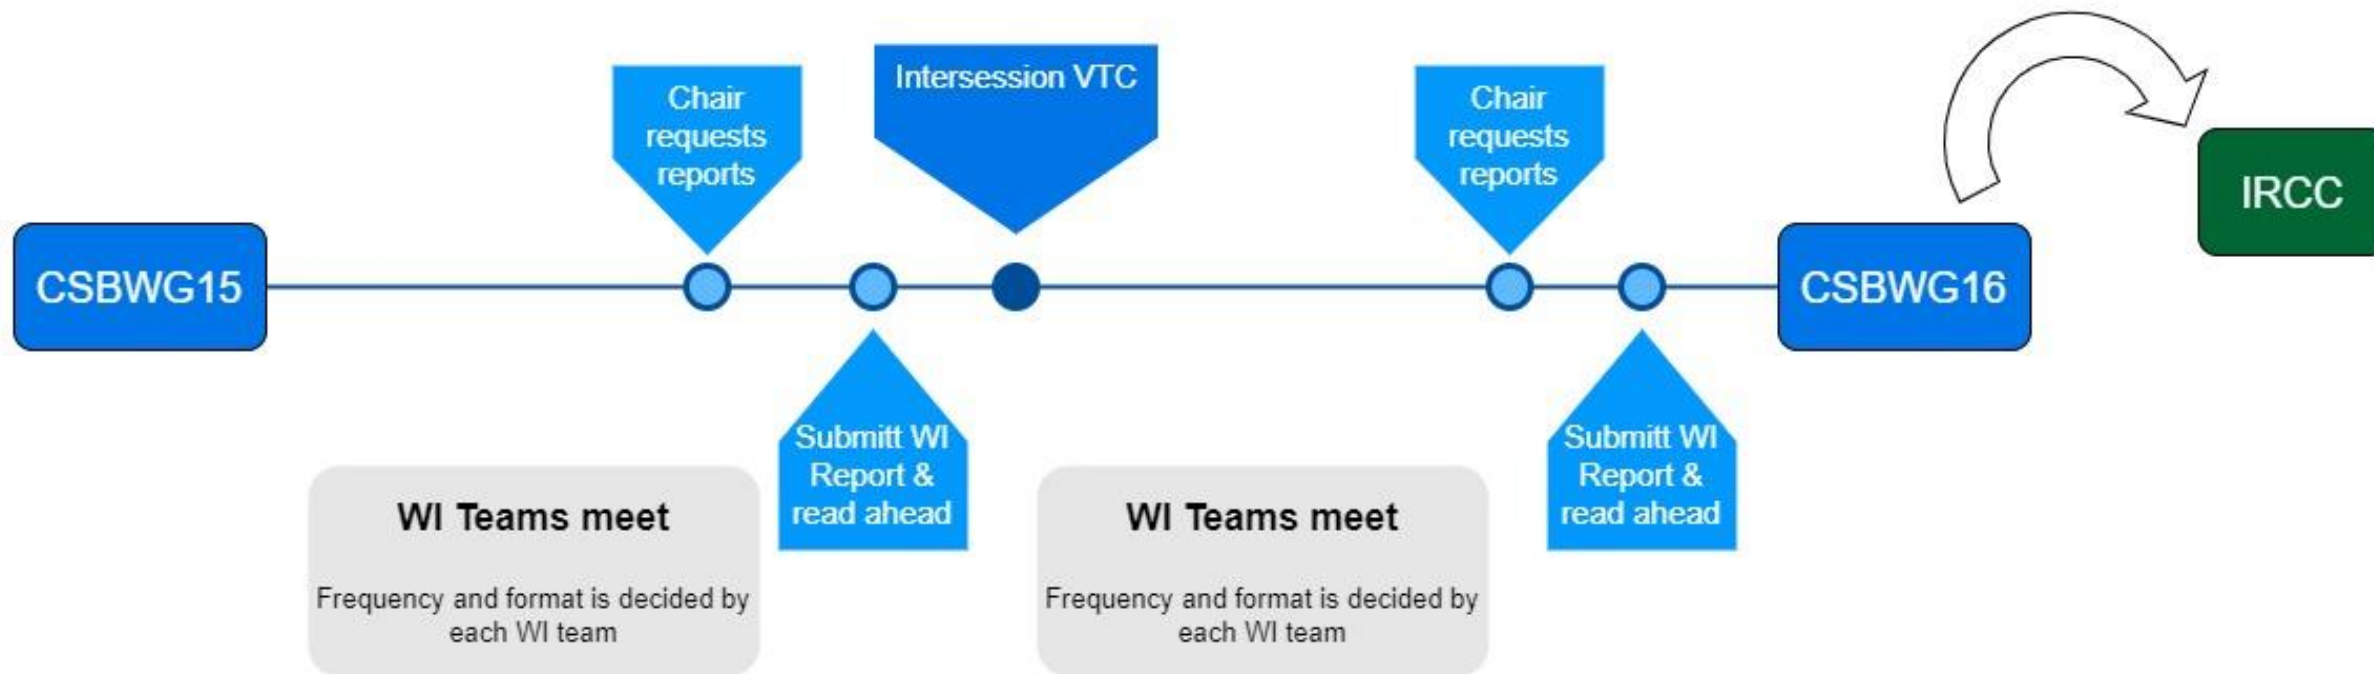 CSBWG15
Chair
requests
reports
Submitt WI
Report &
read ahead
Intersession VTC
Chair
requests
reports
Submitt WI
Report &
read ahead
CSBWG16
IRCC
WI Teams meet
Frequency and format is decided by
each WI team
WI Teams meet
Frequency and format is decided by
each WI team